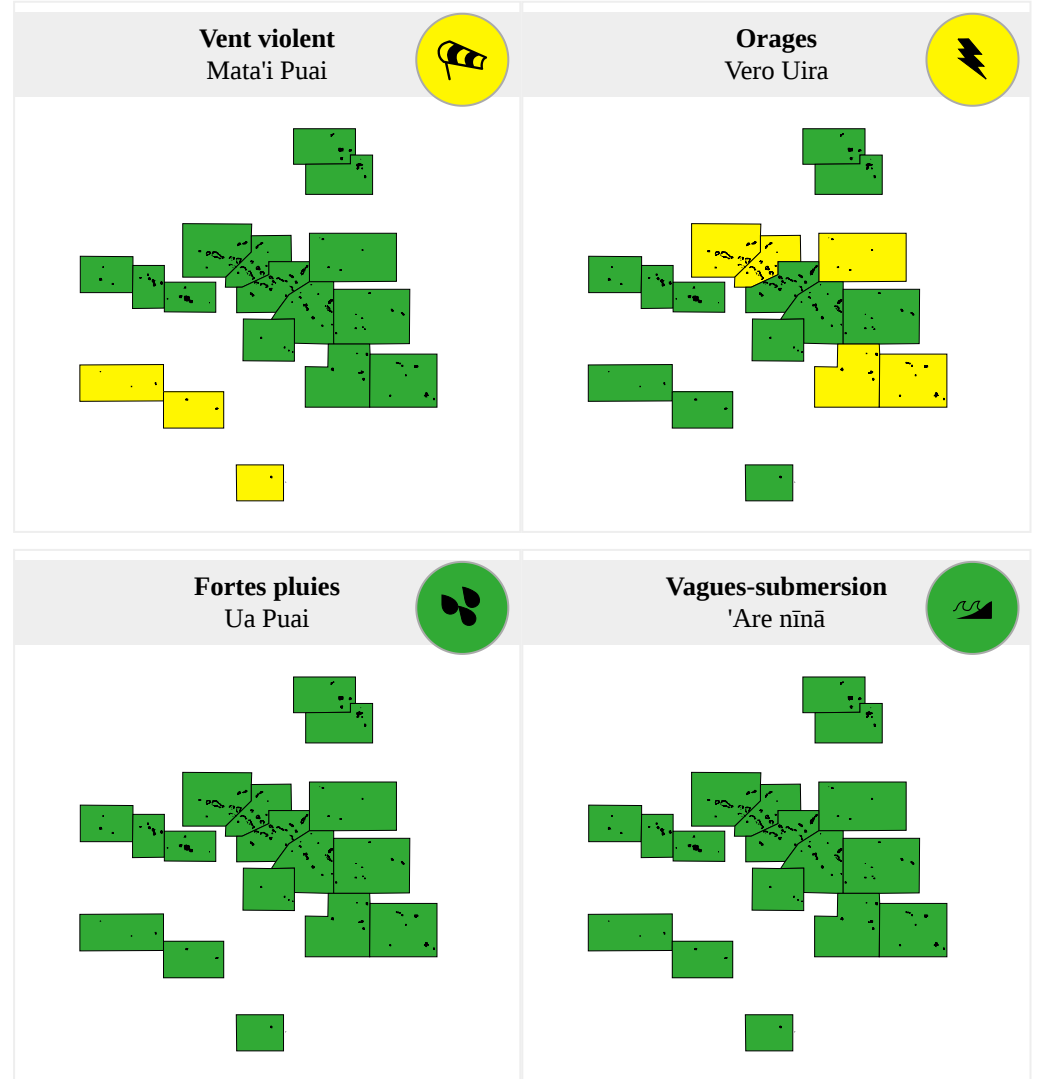 Vent violent
Mata'i Puai
Orages
Vero Uira
Fortes pluies
Ua Puai
Vagues-submersion
'Are nīnā